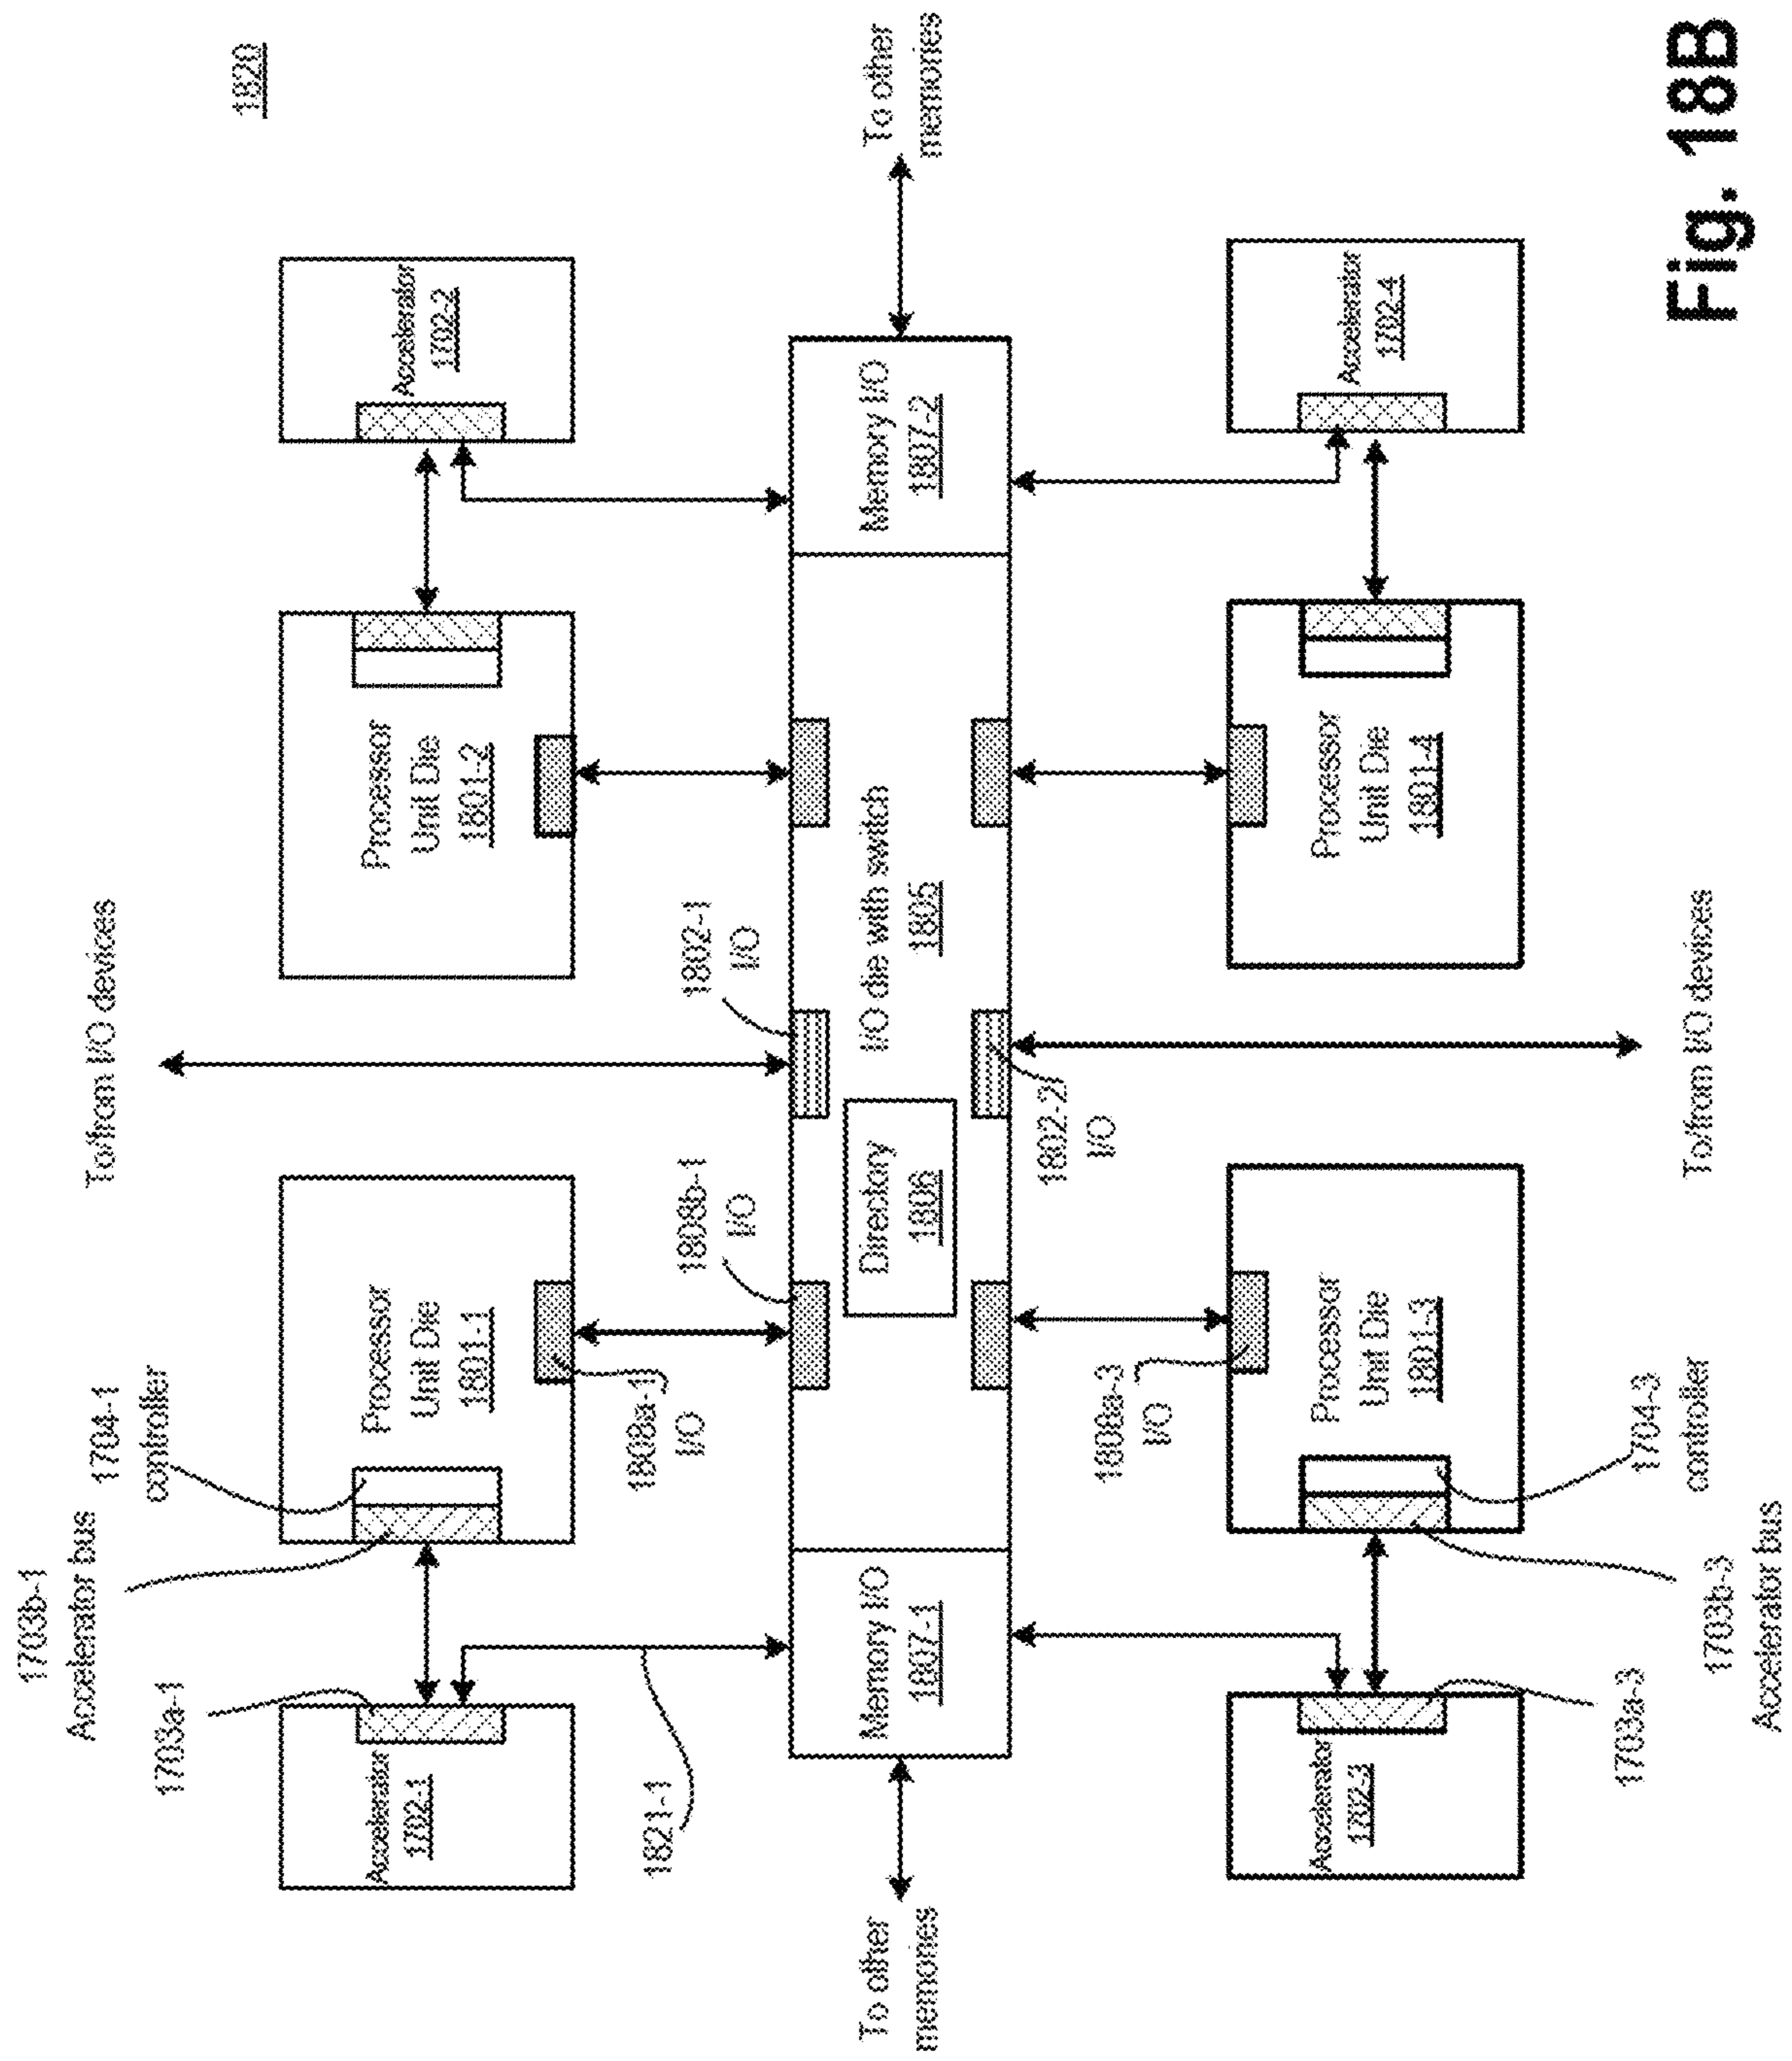 1820
To/from I/O devices
1703b-1
Accelerator bus
1704-1
controller
1703a-1
Accelerator
1702-1
Processor
Unit Die
1801-1
Processor
Unit Die
1801-2
Accelerator
1702-2
1821-1
1808a-1
I/O
1808b-1
I/O
1802-1
I/O
To other
memories
Memory I/O
1807-1
Directory
1806
I/O die with switch
1805
Memory I/O
1807-2
To other
memories
1808a-3
I/O
1802-2
I/O
Accelerator
1702-3
Processor
Unit Die
1801-3
Processor
Unit Die
1801-4
Accelerator
1702-4
1703a-3
1704-3
controller
1703b-3
Accelerator bus
To/from I/O devices
Fig. 18B